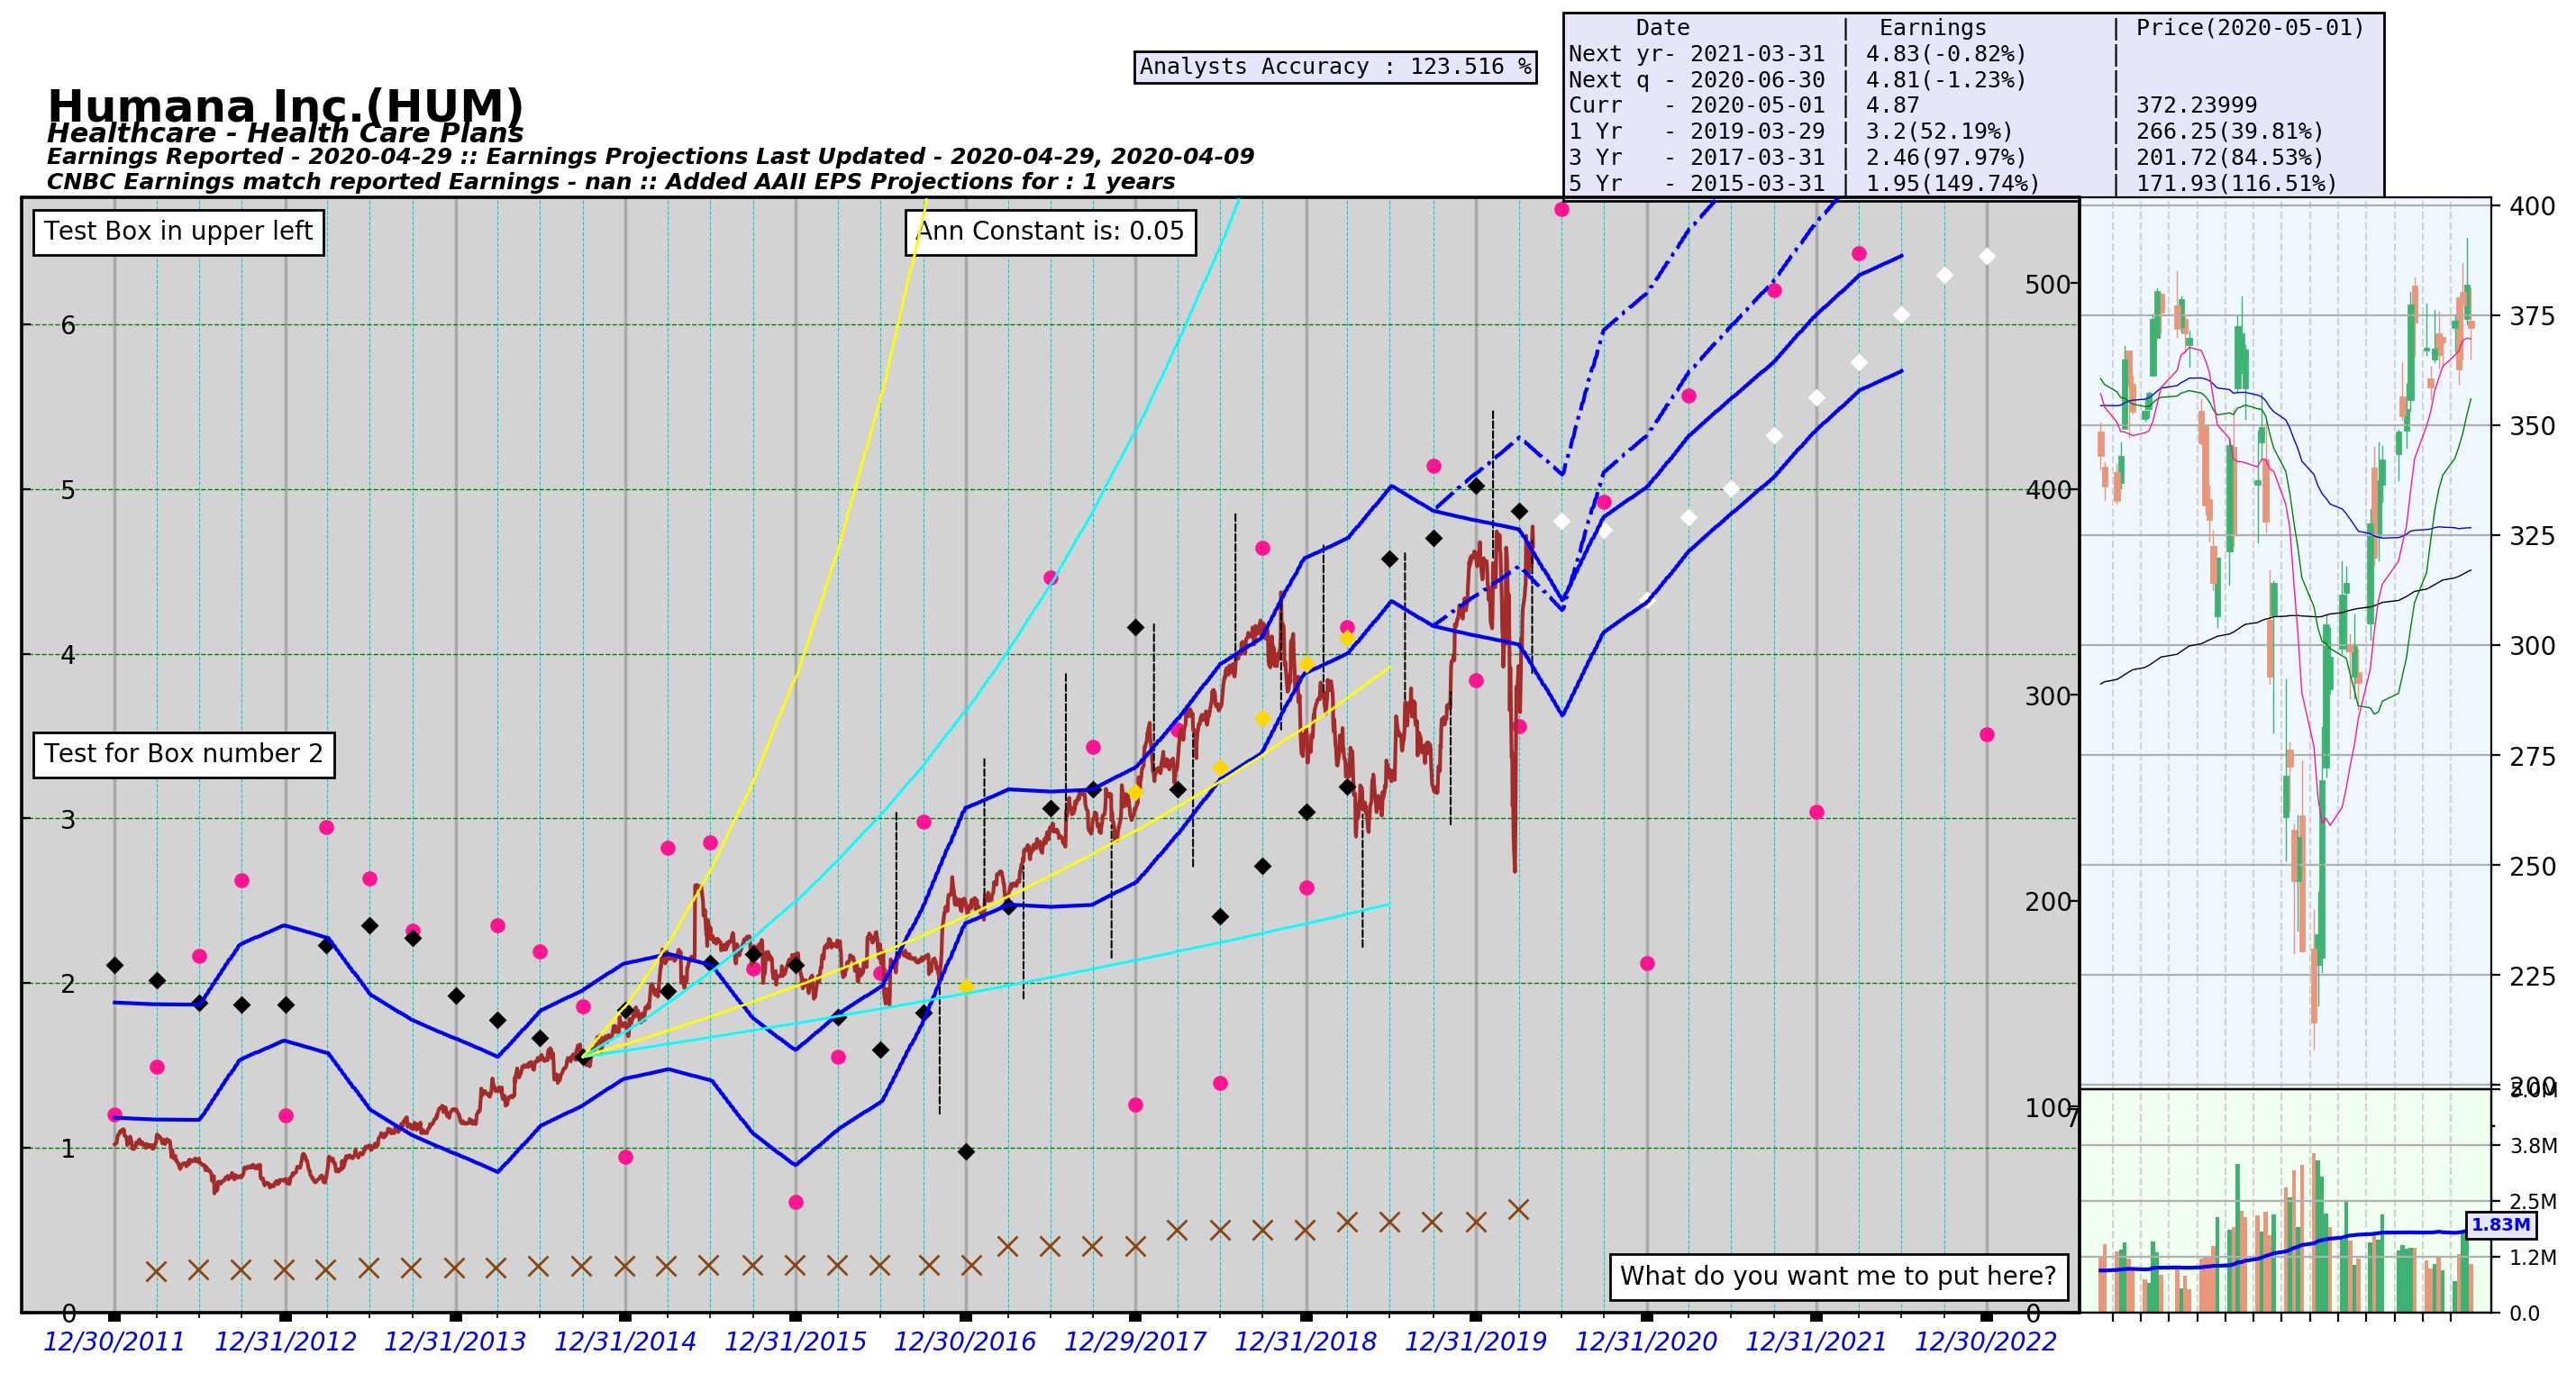 Date | Earnings | Price(2020-05-01)
Next yr- 2021-03-31 | 4.83(-0.82%) |
Next q - 2020-06-30 | 4.81(-1.23%) |
Curr - 2020-05-01 | 4.87 | 372.23999
1 Yr - 2019-03-29 | 3.2(52.19%) | 266.25(39.81%)
3 Yr - 2017-03-31 | 2.46(97.97%) | 201.72(84.53%)
5 Yr - 2015-03-31 | 1.95(149.74%) | 171.93(116.51%)
Analysts Accuracy : 123.516 %
Humana Inc.(HUM)
Healthcare - Health Care Plans
Earnings Reported - 2020-04-29 :: Earnings Projections Last Updated - 2020-04-29, 2020-04-09
CNBC Earnings match reported Earnings - nan :: Added AAII EPS Projections for : 1 years
Test Box in upper left
Ann Constant is: 0.05
Test for Box number 2
What do you want me to put here?
6
5
4
3
2
1
0
500
400
300
200
100
0
7
400
375
350
325
300
275
250
225
200
5.0M
3.8M
2.5M
1.83M
1.2M
0.0
12/30/2011 12/31/2012 12/31/2013 12/31/2014 12/31/2015 12/30/2016 12/29/2017 12/31/2018 12/31/2019 12/31/2020 12/31/2021 12/30/2022